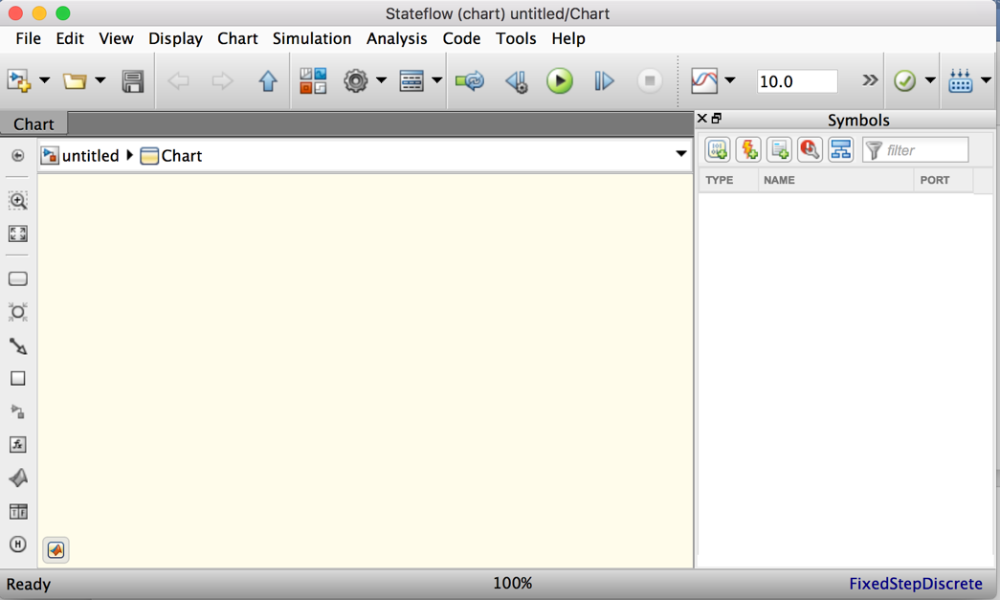 Stateflow (chart) untitled/Chart
File Edit View Display Chart Simulation Analysis Code Tools Help
10.0 »
Chart
Symbols
untitled Chart
filter
TYPE NAME PORT
fx
T F
H
Ready 100% FixedStepDiscrete